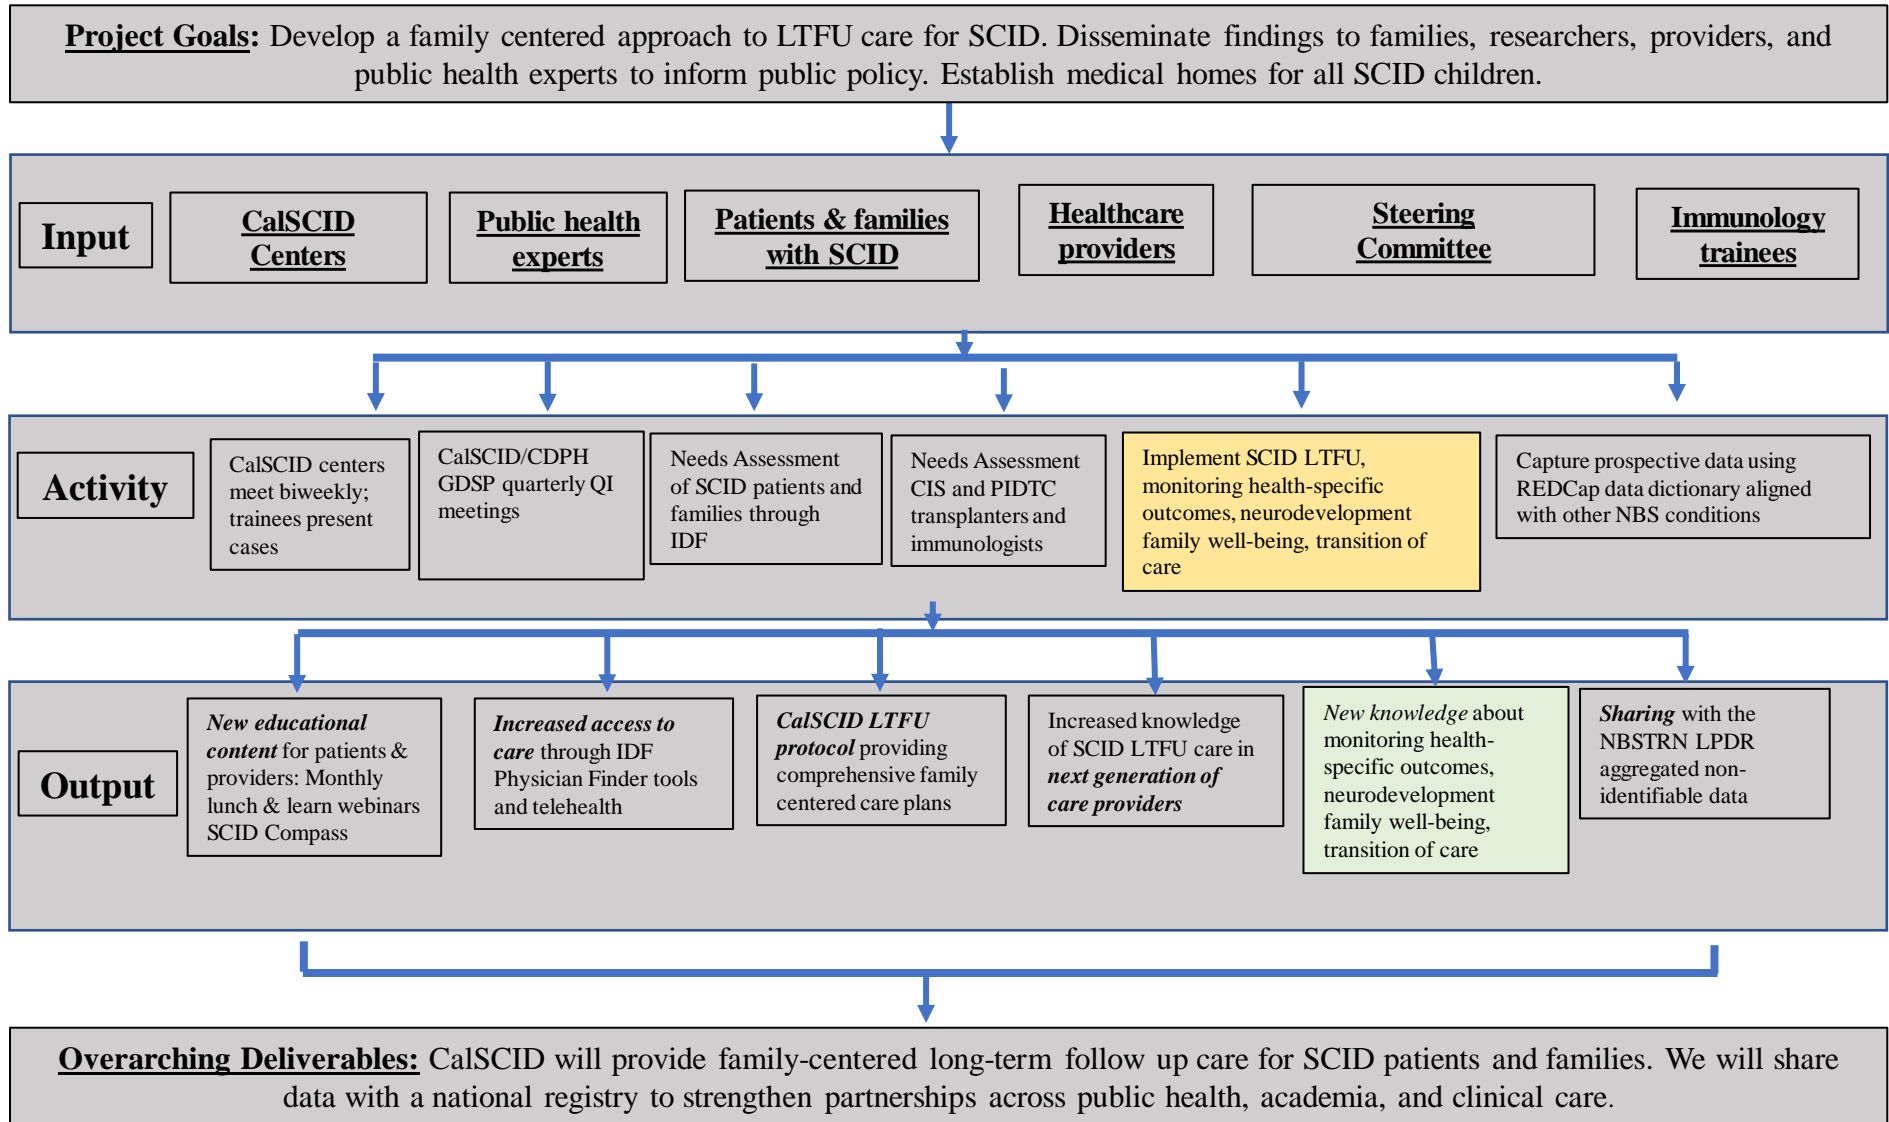 Project Goals: Develop a family centered approach to LTFU care for SCID. Disseminate findings to families, researchers, providers, and
public health experts to inform public policy. Establish medical homes for all SCID children.
Input
CalSCID
Centers
Public health
experts
Patients & families
with SCID
Healthcare
providers
Steering
Committee
Immunology
trainees
Activity
CalSCID centers
meet biweekly;
trainees present
cases
CalSCID/CDPH
GDSP quarterly QI
meetings
Needs Assessment
of SCID patients and
families through
IDF
Needs Assessment
CIS and PIDTC
transplanters and
immunologists
Implement SCID LTFU,
monitoring health-specific
outcomes, neurodevelopment
family well-being, transition of
care
Capture prospective data using
REDCap data dictionary aligned
with other NBS conditions
Output
New educational
content for patients &
providers: Monthly
lunch & learn webinars
SCID Compass
Increased access to
care through IDF
Physician Finder tools
and telehealth
CalSCID LTFU
protocol providing
comprehensive family
centered care plans
Increased knowledge
of SCID LTFU care in
next generation of
care providers
New knowledge about
monitoring health-
specific outcomes,
neurodevelopment
family well-being,
transition of care
Sharing with the
NBSTRN LPDR
aggregated non-
identifiable data
Overarching Deliverables: CalSCID will provide family-centered long-term follow up care for SCID patients and families. We will share
data with a national registry to strengthen partnerships across public health, academia, and clinical care.